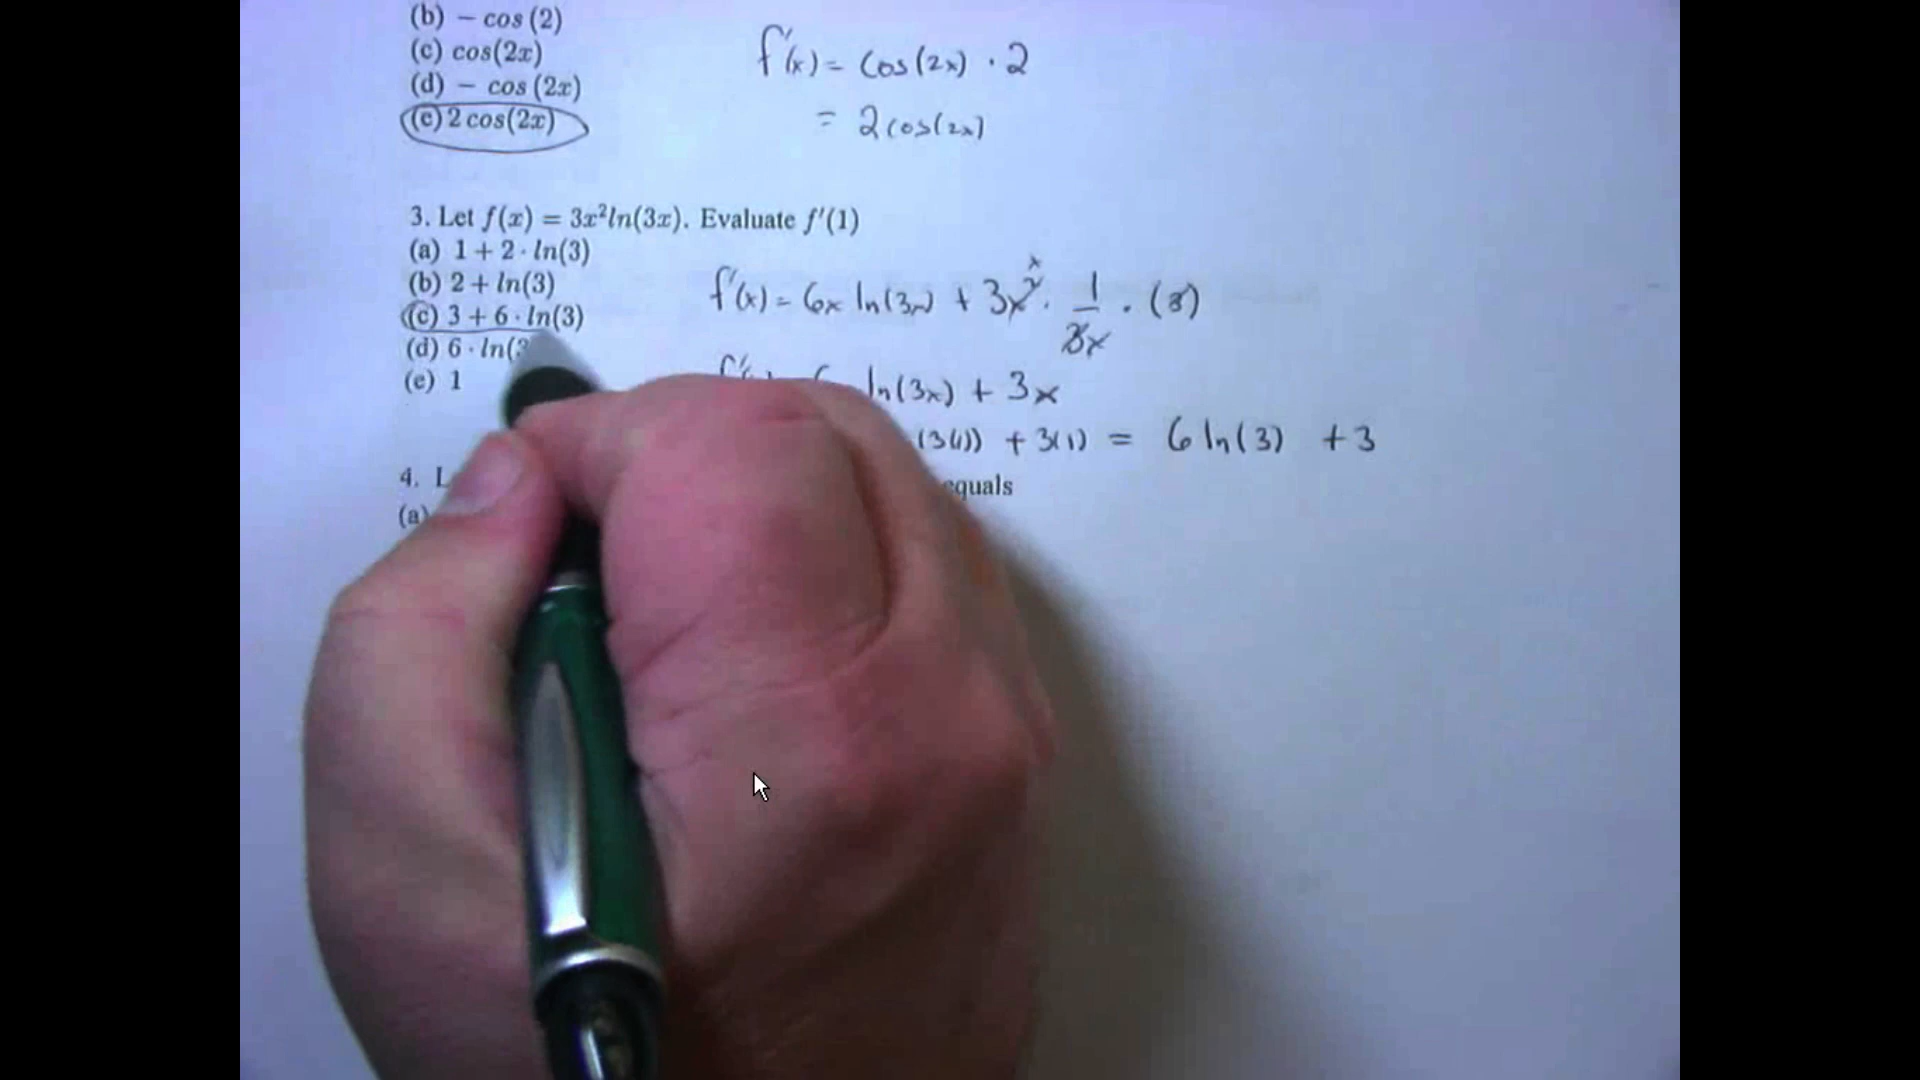 (b) − cos (2)
(c) cos(2x)
(d) − cos (2x)
(e) 2 cos(2x)
f'(x) = cos(2x) · 2
= 2cos(2x)
3. Let f(x) = 3x²ln(3x). Evaluate f′(1)
(a) 1 + 2 · ln(3)
(b) 2 + ln(3)
(c) 3 + 6 · ln(3)
(d) 6 · ln(3
(e) 1
f'(x) = 6x ln(3x) + 3x² · 1/3x · (3)
x
ln(3x) + 3x
(3(1)) + 3(1) = 6 ln(3) + 3
4. L
equals
(a)